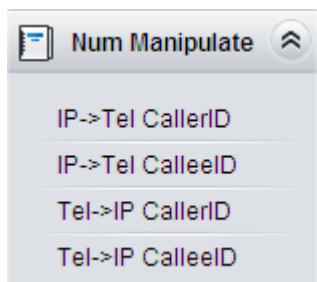 Num Manipulate
IP->Tel CallerID
IP->Tel CalleeID
Tel->IP CallerID
Tel->IP CalleeID